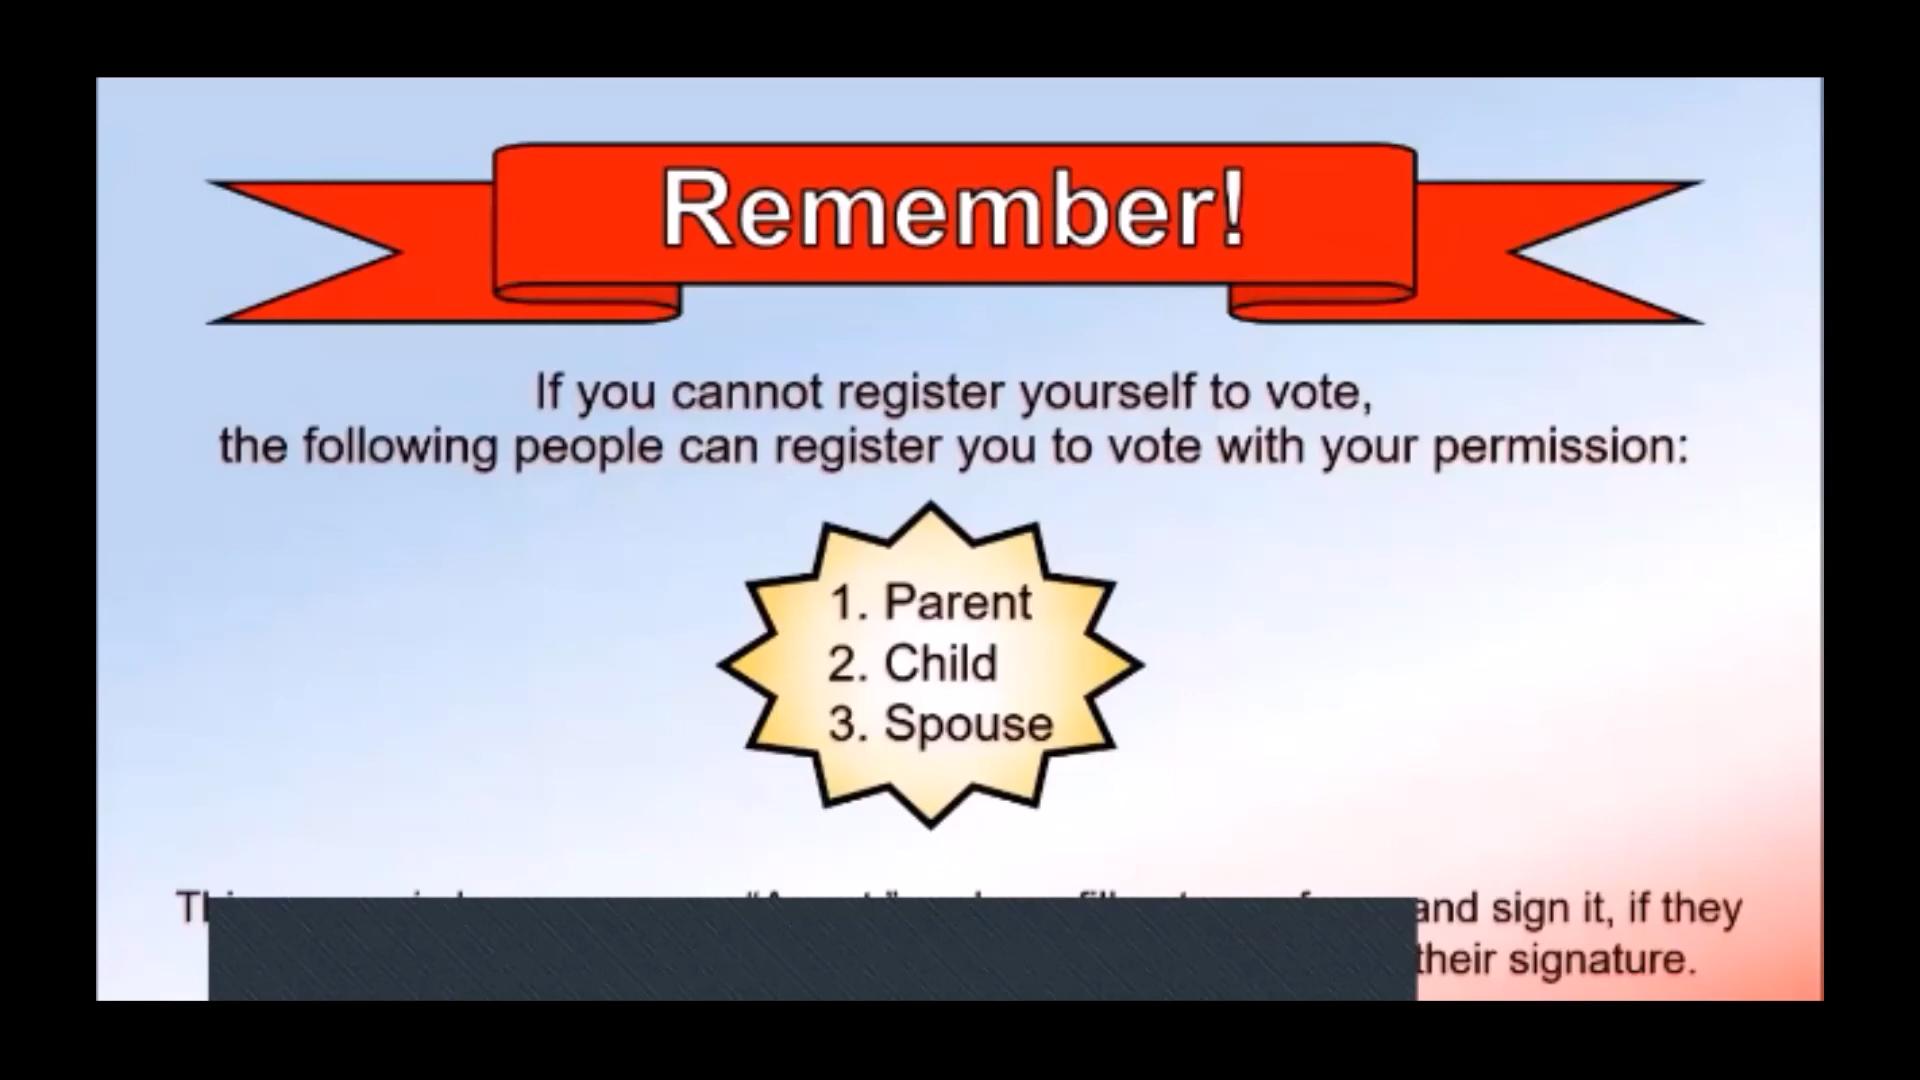 Remember!
If you cannot register yourself to vote,
the following people can register you to vote with your permission:
1. Parent
2. Child
3. Spouse
and sign it, if they
their signature.